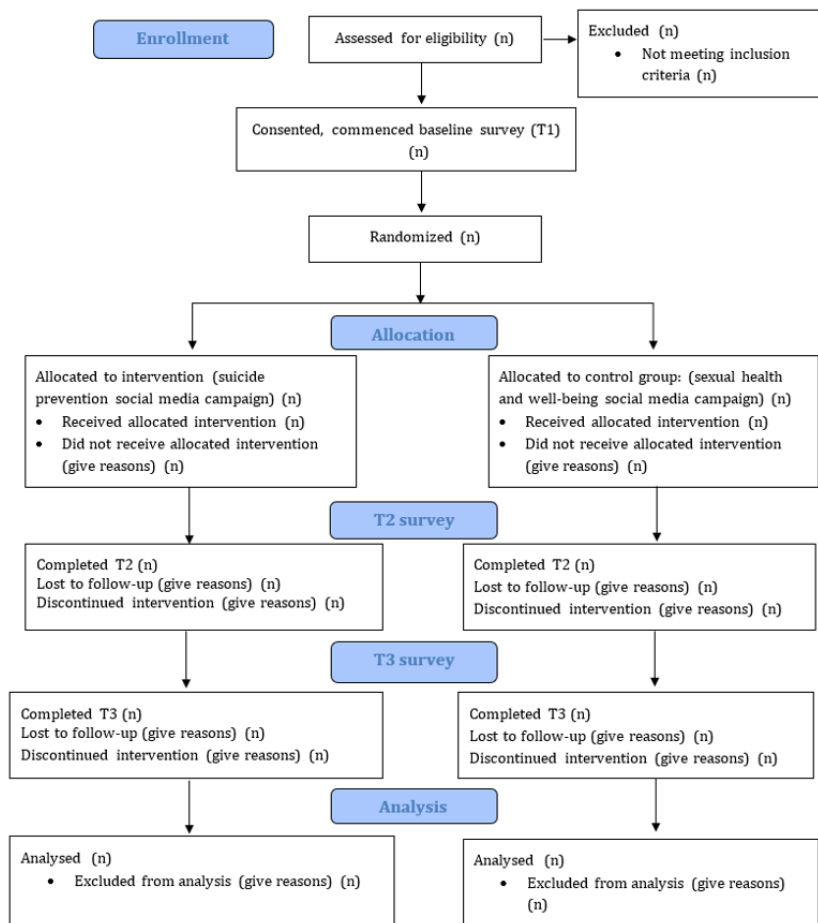 Enrollment
Assessed for eligibility (n)
Excluded (n)
• Not meeting inclusion
criteria (n)
Consented, commenced baseline survey (T1)
(n)
Randomized (n)
Allocation
Allocated to intervention (suicide
prevention social media campaign) (n)
• Received allocated intervention (n)
• Did not receive allocated intervention
(give reasons) (n)
Allocated to control group: (sexual health
and well-being social media campaign) (n)
• Received allocated intervention (n)
• Did not receive allocated intervention
(give reasons) (n)
T2 survey
Completed T2 (n)
Lost to follow-up (give reasons) (n)
Discontinued intervention (give reasons) (n)
Completed T2 (n)
Lost to follow-up (give reasons) (n)
Discontinued intervention (give reasons) (n)
T3 survey
Completed T3 (n)
Lost to follow-up (give reasons) (n)
Discontinued intervention (give reasons) (n)
Completed T3 (n)
Lost to follow-up (give reasons) (n)
Discontinued intervention (give reasons) (n)
Analysis
Analysed (n)
• Excluded from analysis (give reasons) (n)
Analysed (n)
• Excluded from analysis (give reasons)
(n)